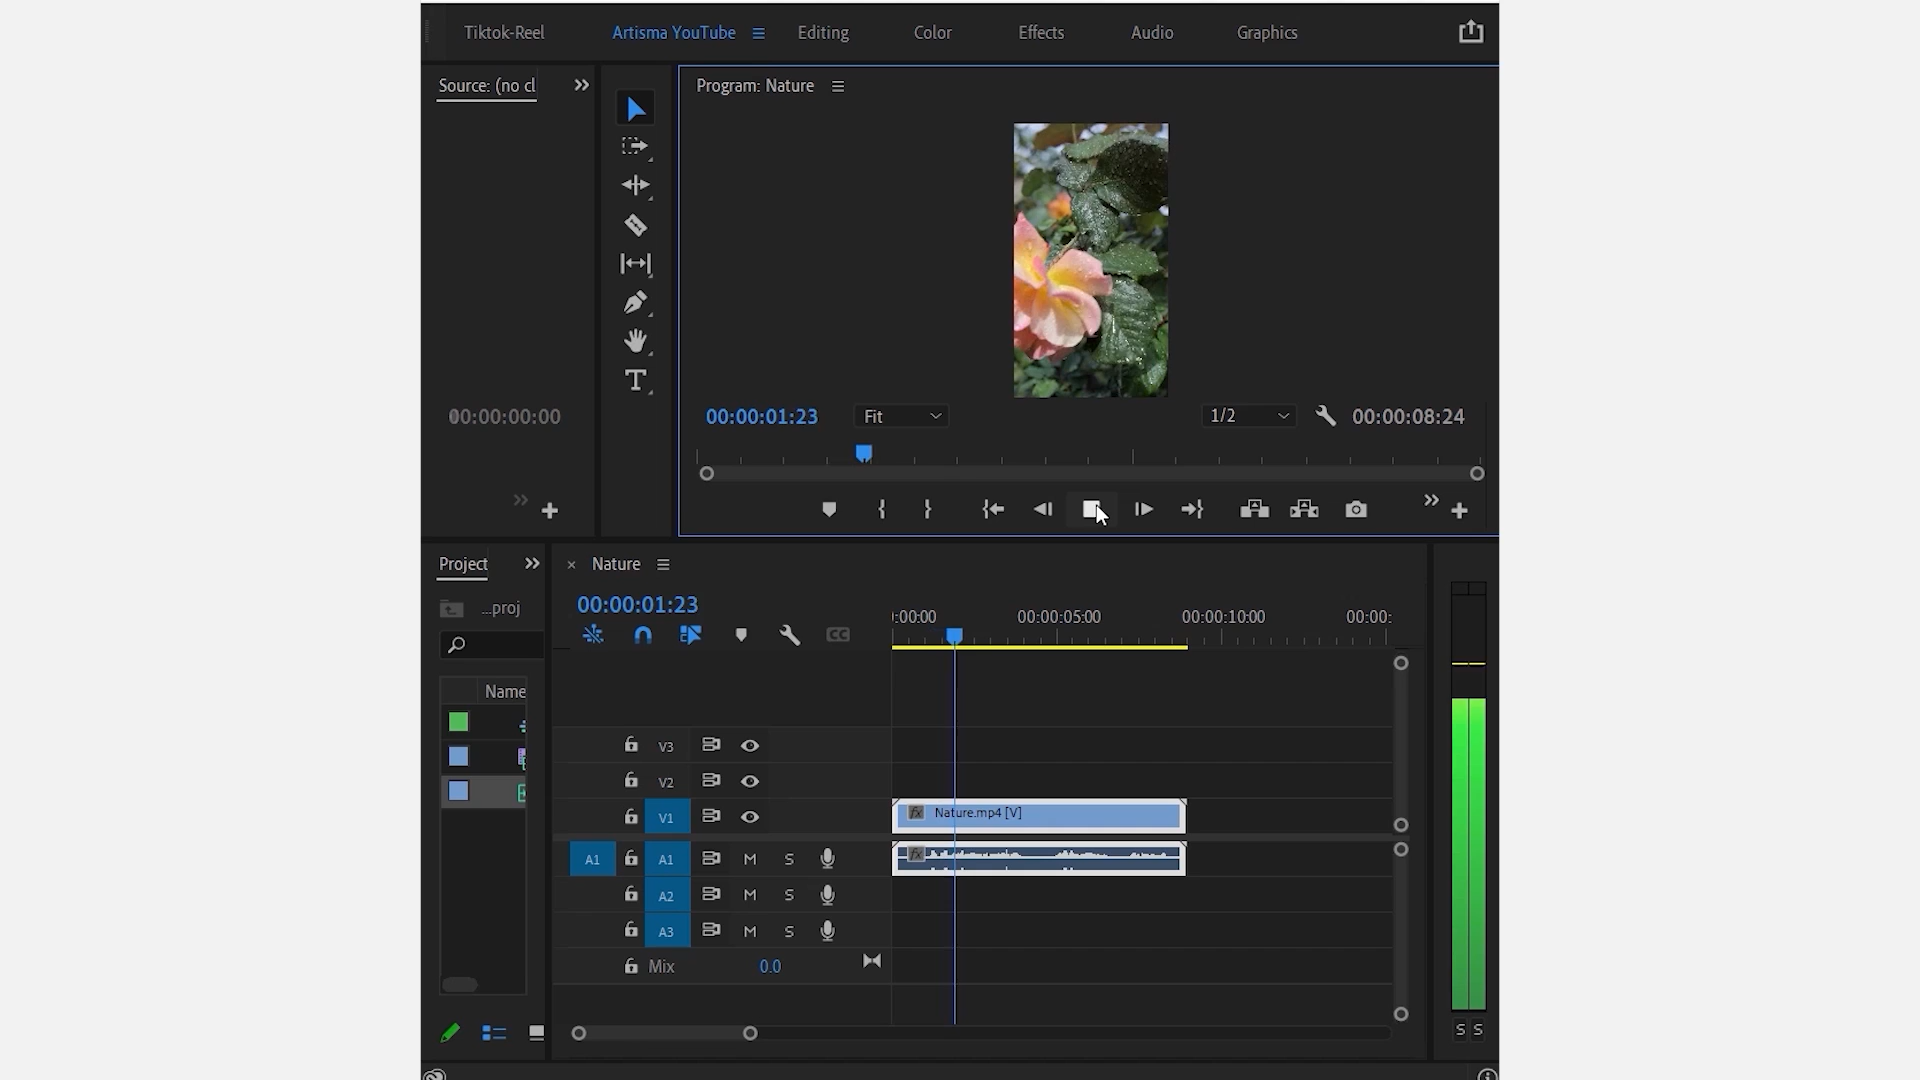 Tiktok-Reel
Artisma YouTube
Editing
Color
Effects
Audio
Graphics
Source: (no cl
Program: Nature
00:00:00:00
00:00:01:23
Fit
1/2
00:00:08:24
Project
...proj
Name
Nature
00:00:01:23
:00:00
00:00:05:00
00:00:10:00
00:00:
CC
V3
V2
V1
fx Nature.mp4 [V]
A1 A1 M S
fx
A2 M S
A3 M S
Mix 0.0
S S